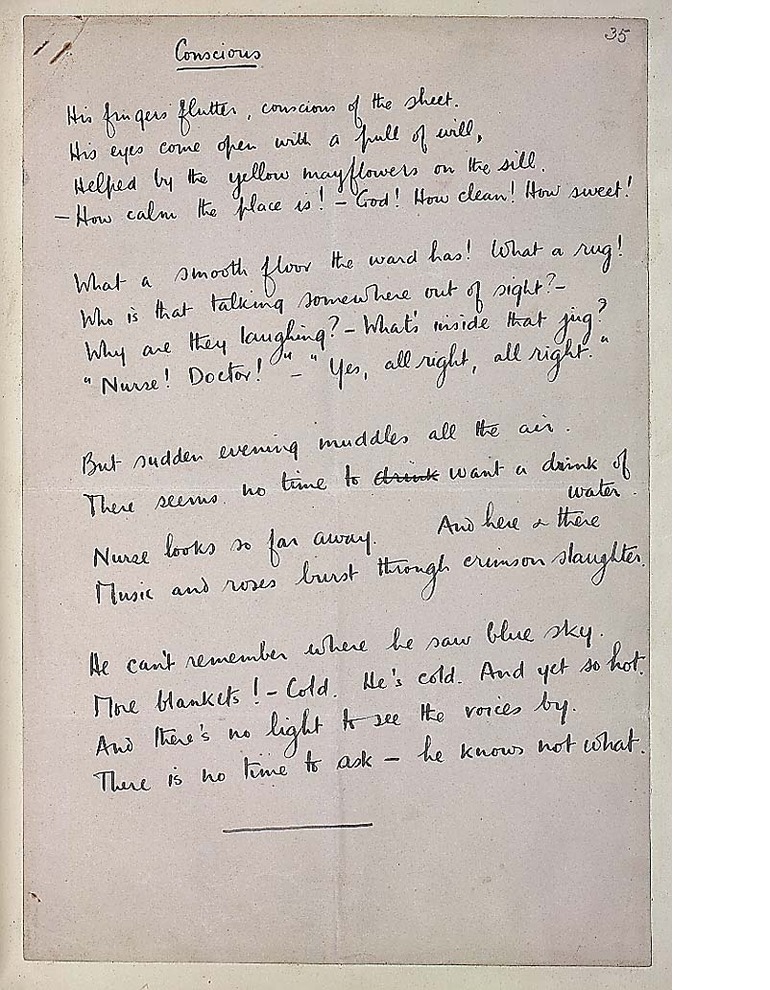 35
Conscious
His fingers flutter, conscious of the sheet.
His eyes come open with a pull of will,
Helped by the yellow mayflowers on the sill.
– How calm the place is! – God! How clean! How sweet!
What a smooth floor the ward has! What a rug!
Who is that talking somewhere out of sight? –
Why are they laughing? – What's inside that jug?
"Nurse! Doctor!" – "Yes, all right, all right."
But sudden evening muddles all the air.
There seems no time to drink want a drink of
water.
Nurse looks so far away. And here & there
Music and roses burst through crimson slaughter.
He can't remember where he saw blue sky.
More blankets! – Cold. He's cold. And yet so hot.
And there's no light to see the voices by.
There is no time to ask – he knows not what.